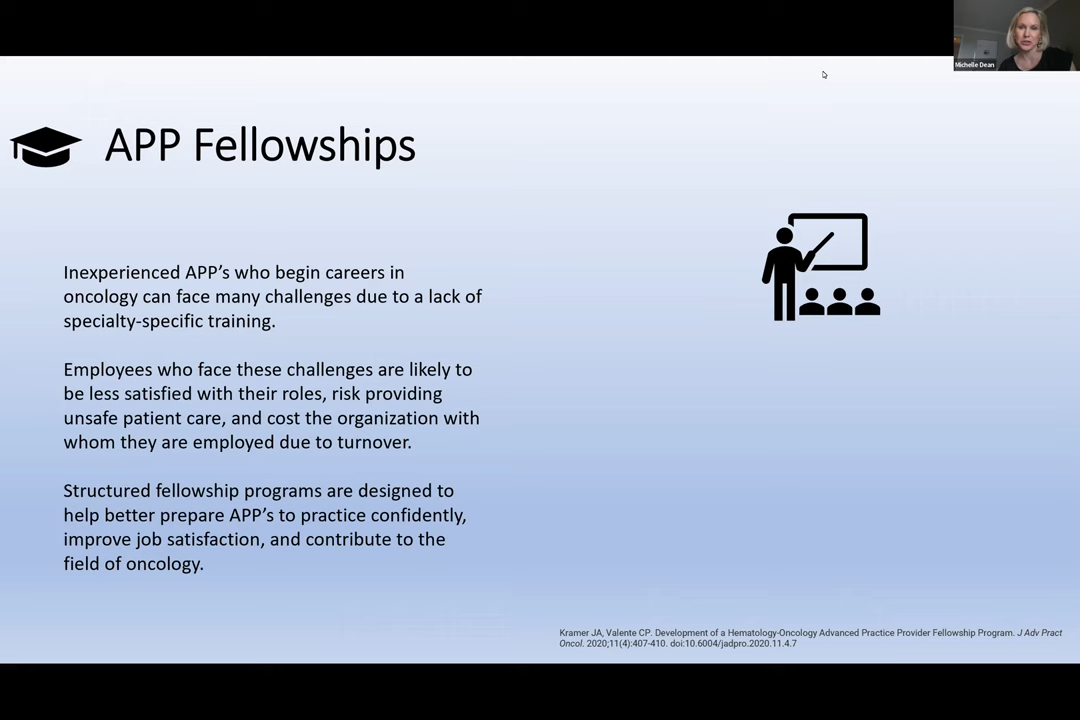 Michelle Dean
APP Fellowships
Inexperienced APP’s who begin careers in
oncology can face many challenges due to a lack of
specialty-specific training.
Employees who face these challenges are likely to
be less satisfied with their roles, risk providing
unsafe patient care, and cost the organization with
whom they are employed due to turnover.
Structured fellowship programs are designed to
help better prepare APP’s to practice confidently,
improve job satisfaction, and contribute to the
field of oncology.
Kramer JA, Valente CP. Development of a Hematology-Oncology Advanced Practice Provider Fellowship Program. J Adv Pract
Oncol. 2020;11(4):407-410. doi:10.6004/jadpro.2020.11.4.7